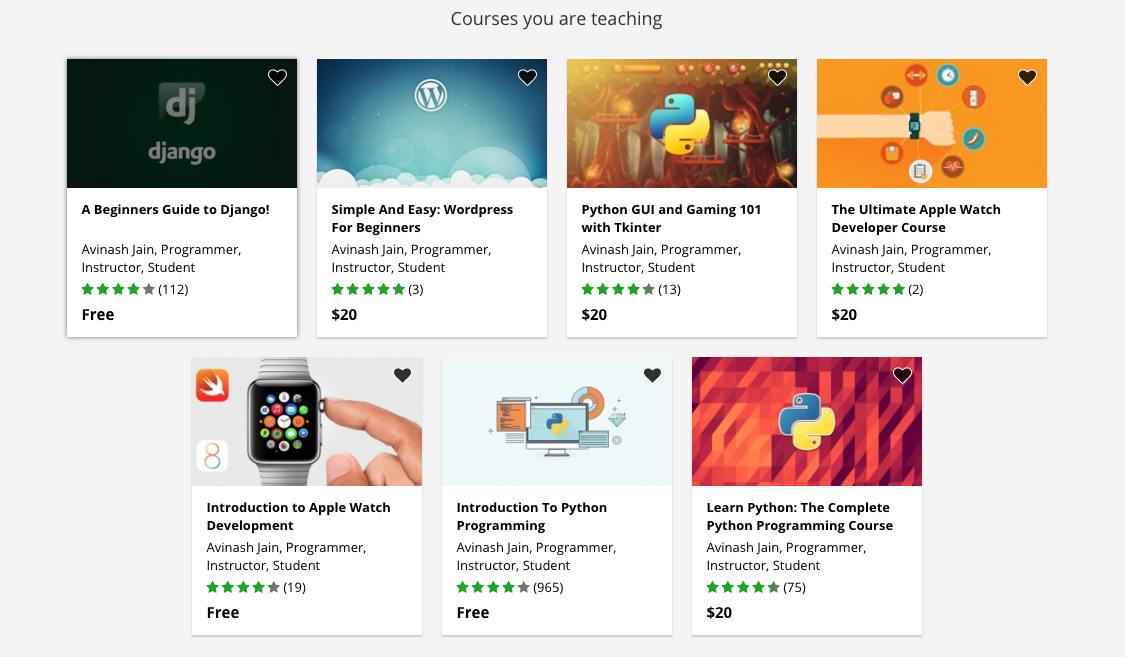 Courses you are teaching
dj
django
A Beginners Guide to Django!
Avinash Jain, Programmer,
Instructor, Student
(112)
Free
W
Simple And Easy: Wordpress
For Beginners
Avinash Jain, Programmer,
Instructor, Student
(3)
$20
Python GUI and Gaming 101
with Tkinter
Avinash Jain, Programmer,
Instructor, Student
(13)
$20
The Ultimate Apple Watch
Developer Course
Avinash Jain, Programmer,
Instructor, Student
(2)
$20
8
Introduction to Apple Watch
Development
Avinash Jain, Programmer,
Instructor, Student
(19)
Free
Introduction To Python
Programming
Avinash Jain, Programmer,
Instructor, Student
(965)
Free
Learn Python: The Complete
Python Programming Course
Avinash Jain, Programmer,
Instructor, Student
(75)
$20